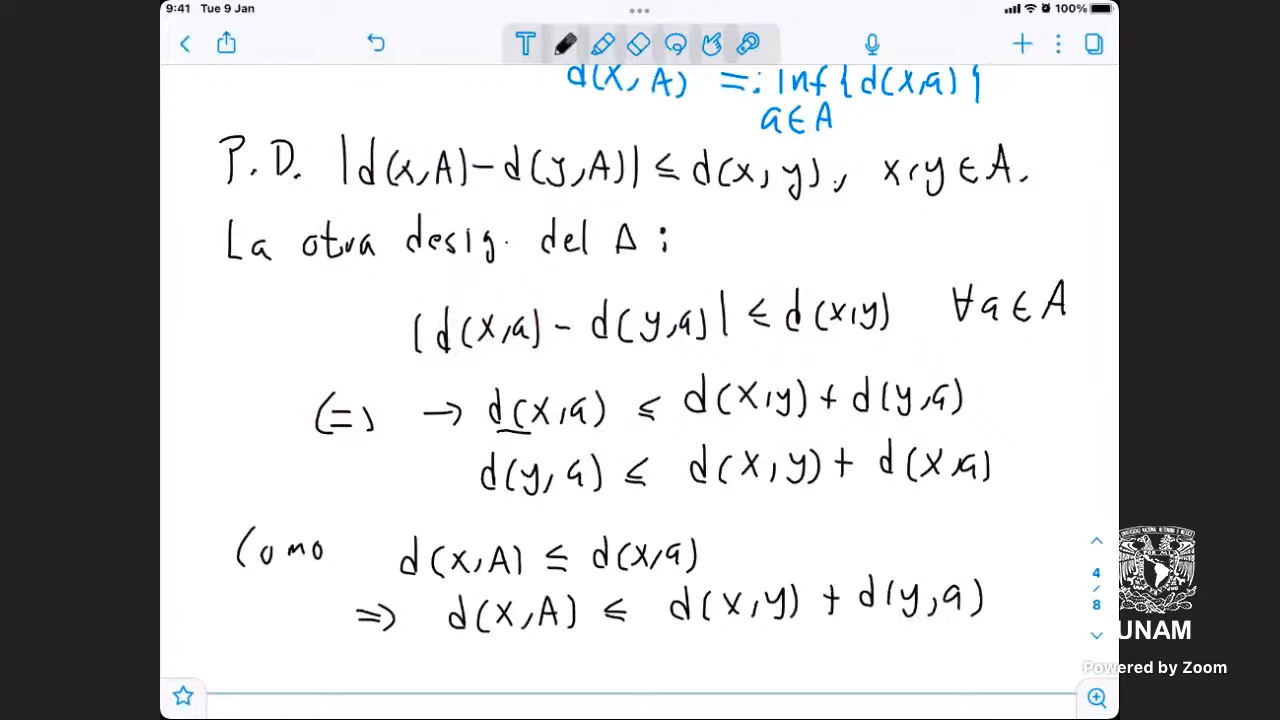 9:41 Tue 9 Jan
100%
T
d(x, A) =: inf { d(x,a) }
a ∈ A
P.D. |d(x,A) - d(y,A)| ≤ d(x,y), x,y ∈ A.
La otra desig. del Δ:
|d(x,a) - d(y,a)| ≤ d(x,y) ∀a ∈ A
(=) → d(x,a) ≤ d(x,y) + d(y,a)
d(y,a) ≤ d(x,y) + d(x,a)
Como d(x,A) ≤ d(x,a)
=> d(x,A) ≤ d(x,y) + d(y,a)
4
/
8
UNAM
Powered by Zoom